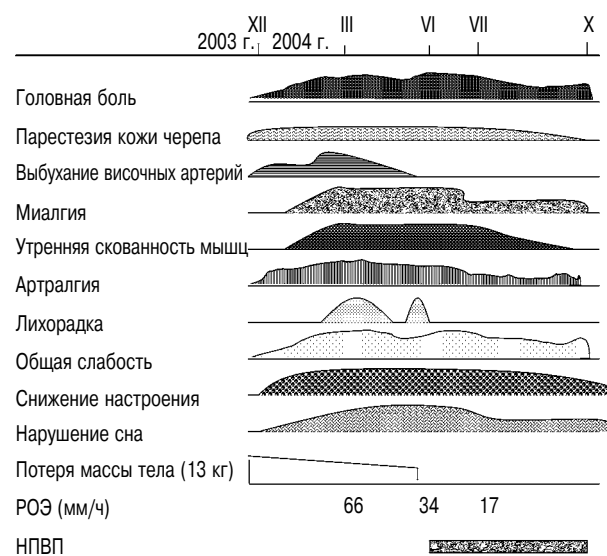 XII III VI VII X
2003 г. 2004 г.
Головная боль
Парестезия кожи черепа
Выбухание височных артерий
Миалгия
Утренняя скованность мышц
Артралгия
Лихорадка
Общая слабость
Снижение настроения
Нарушение сна
Потеря массы тела (13 кг)
РОЭ (мм/ч) 66 34 17
НПВП